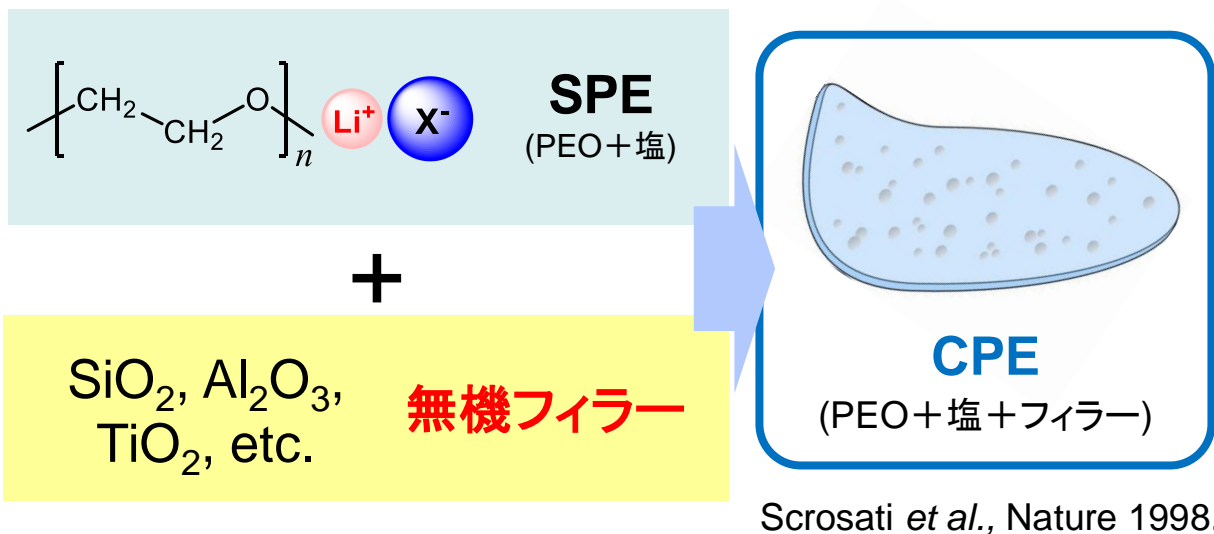 CH₂ O
CH₂ n
Li⁺ X⁻
SPE
(PEO＋塩)
+
SiO₂, Al₂O₃,
TiO₂, etc.
無機フィラー
CPE
(PEO＋塩＋フィラー)
Scrosati et al., Nature 1998.